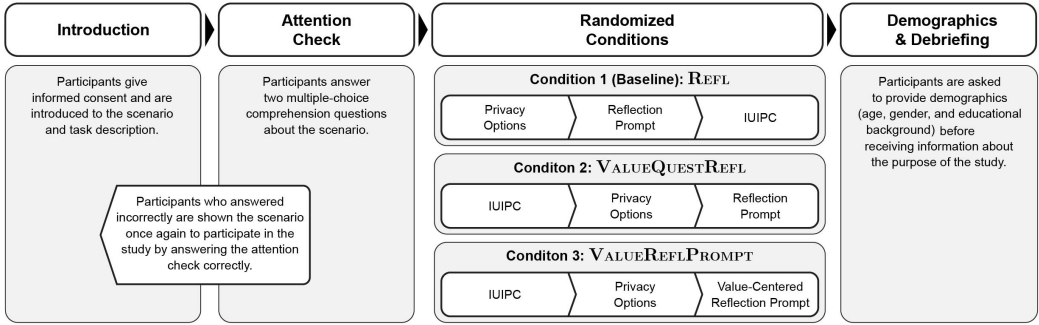 Introduction
Attention
Check
Randomized
Conditions
Demographics
& Debriefing
Participants give
informed consent and are
introduced to the scenario
and task description.
Participants answer
two multiple-choice
comprehension questions
about the scenario.
Participants who answered
incorrectly are shown the scenario
once again to participate in the
study by answering the attention
check correctly.
Condition 1 (Baseline): REFL
Privacy
Options
Reflection
Prompt
IUIPC
Conditon 2: VALUEQUESTREFL
IUIPC
Privacy
Options
Reflection
Prompt
Conditon 3: VALUEREFLPROMPT
IUIPC
Privacy
Options
Value-Centered
Reflection Prompt
Participants are asked
to provide demographics
(age, gender, and educational
background) before
receiving information about
the purpose of the study.